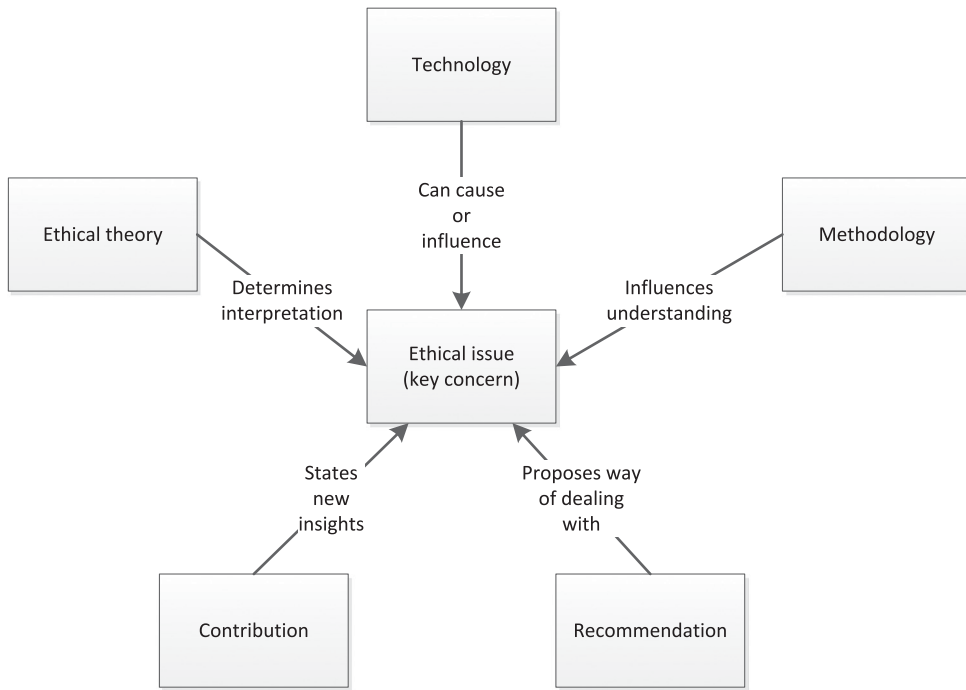 Technology
Can cause
or
influence
Ethical theory
Methodology
Determines
interpretation
Influences
understanding
Ethical issue
(key concern)
States
new
insights
Proposes way
of dealing
with
Contribution
Recommendation